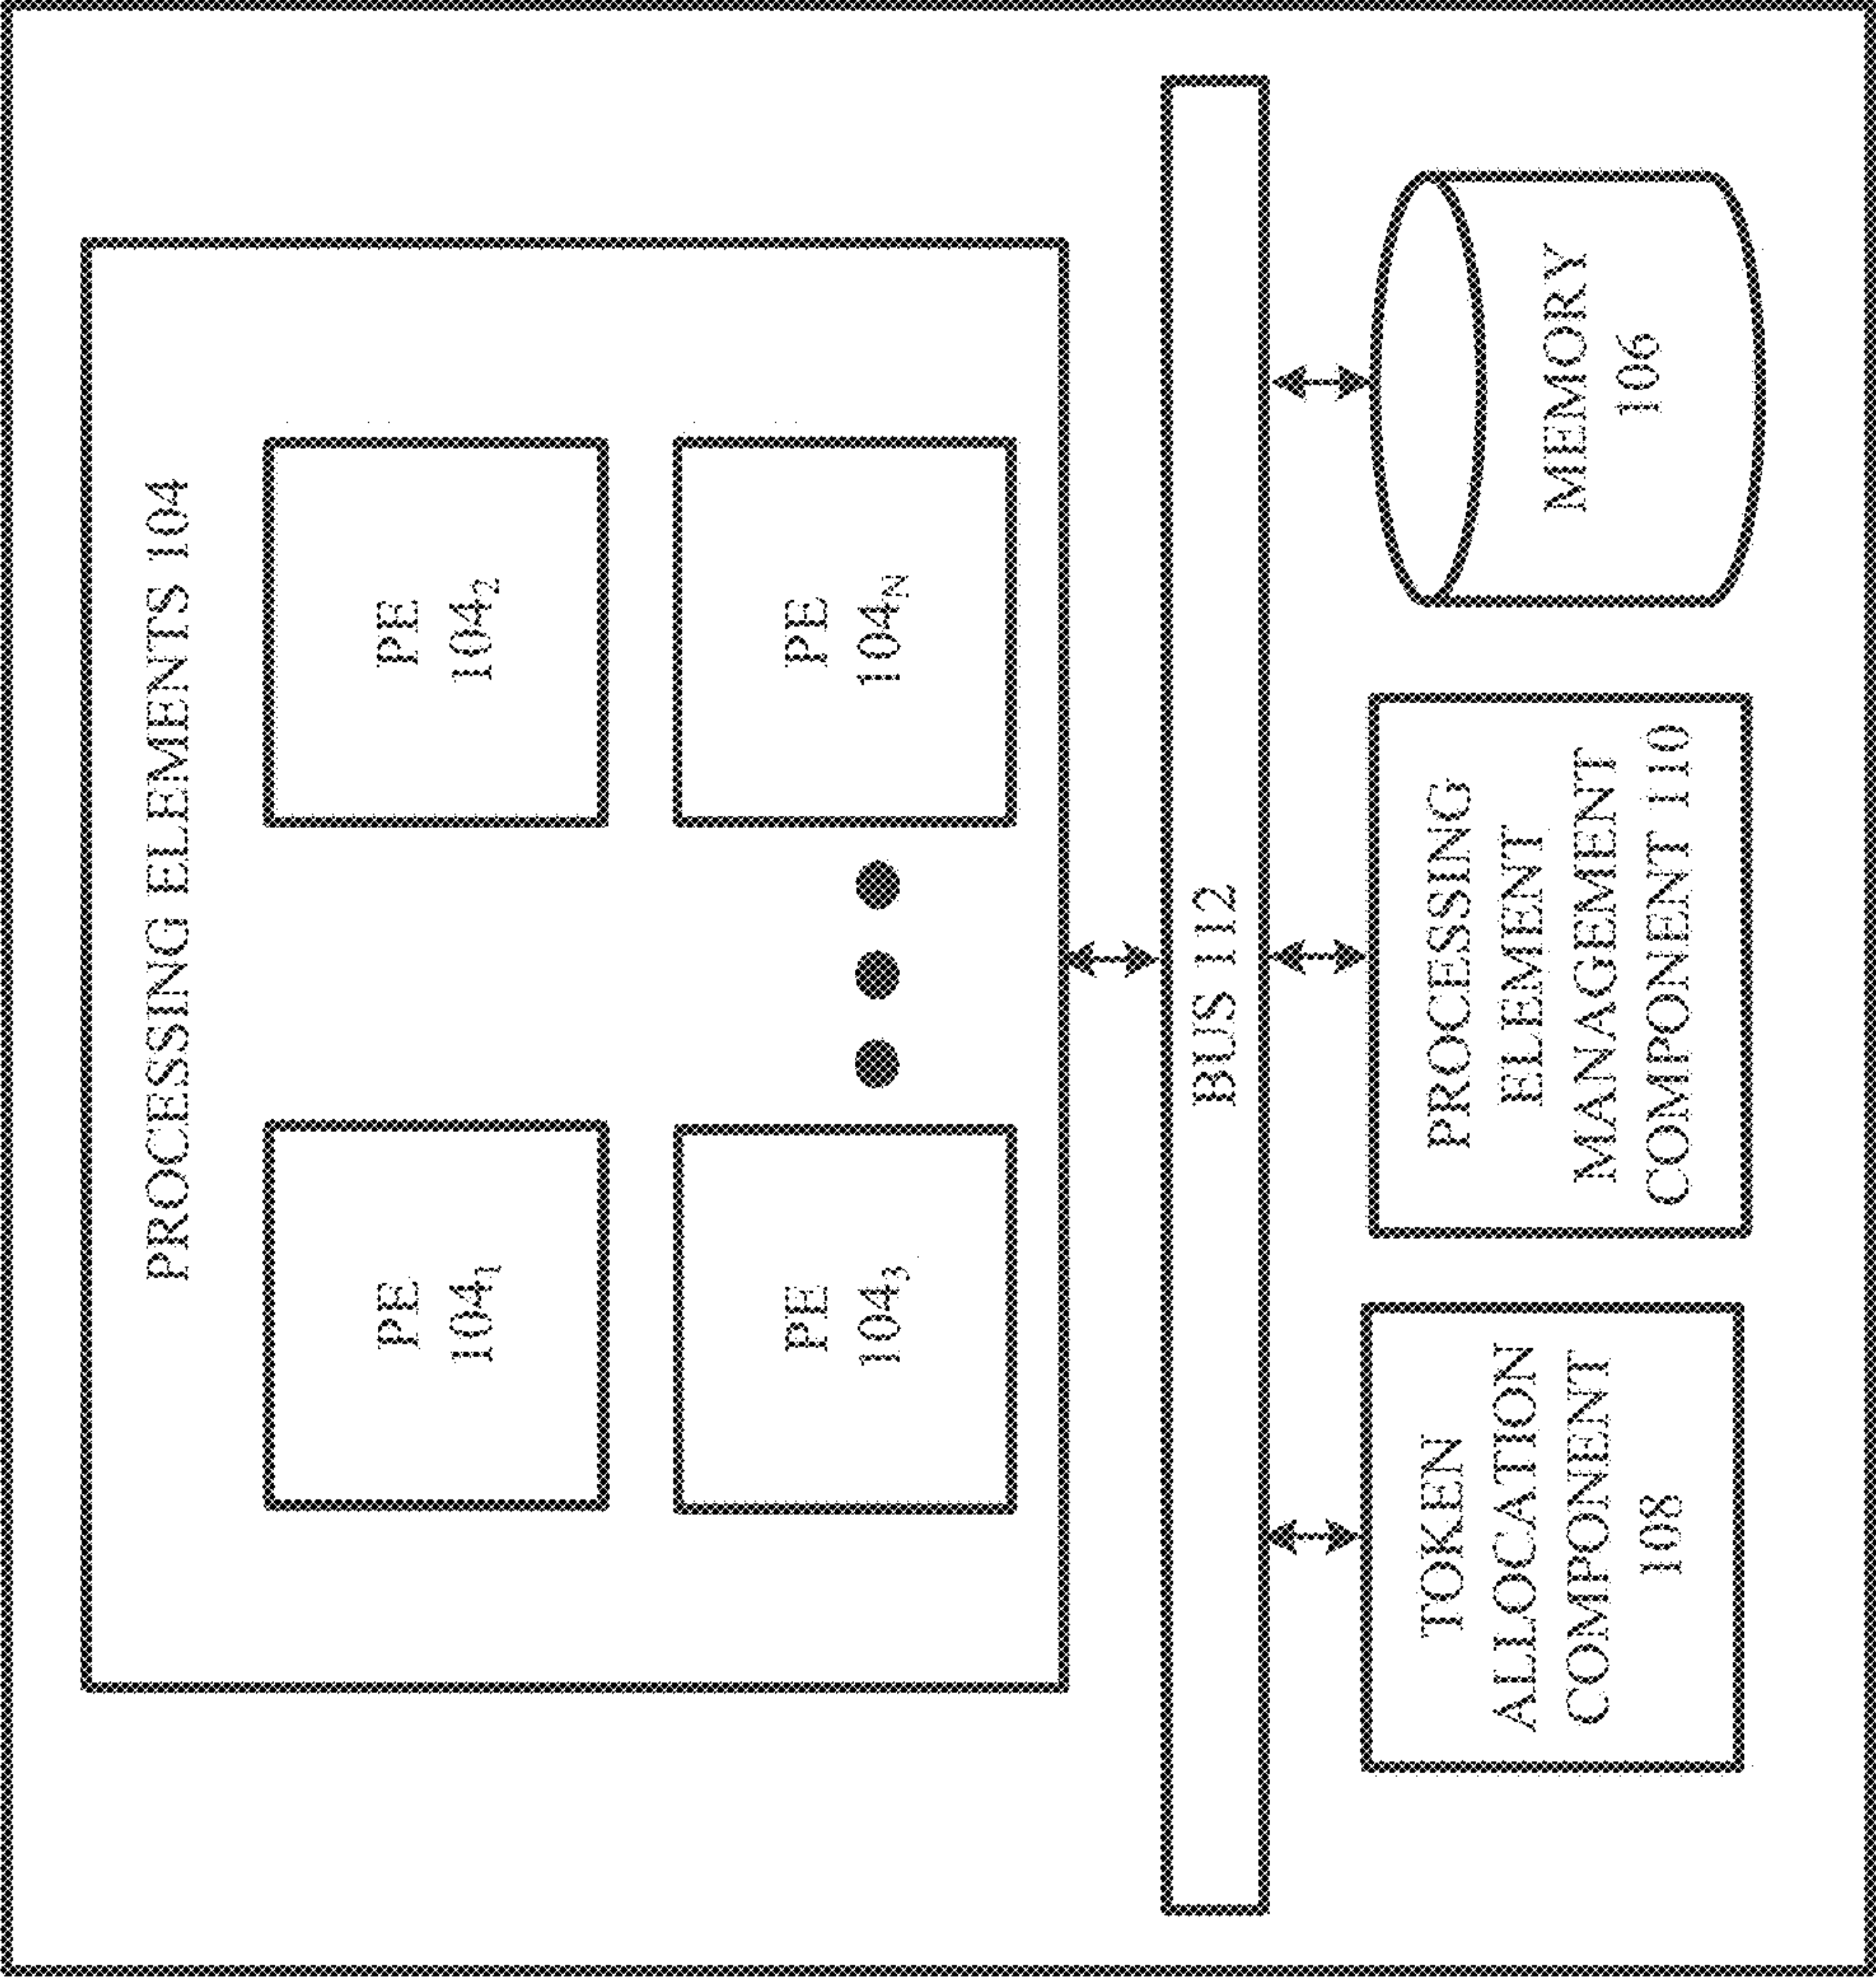 PROCESSING ELEMENTS 104
PE
104₁
PE
104₂
PE
104₃
PE
104N
BUS 112
TOKEN
ALLOCATION
COMPONENT
108
PROCESSING
ELEMENT
MANAGEMENT
COMPONENT 110
MEMORY
106